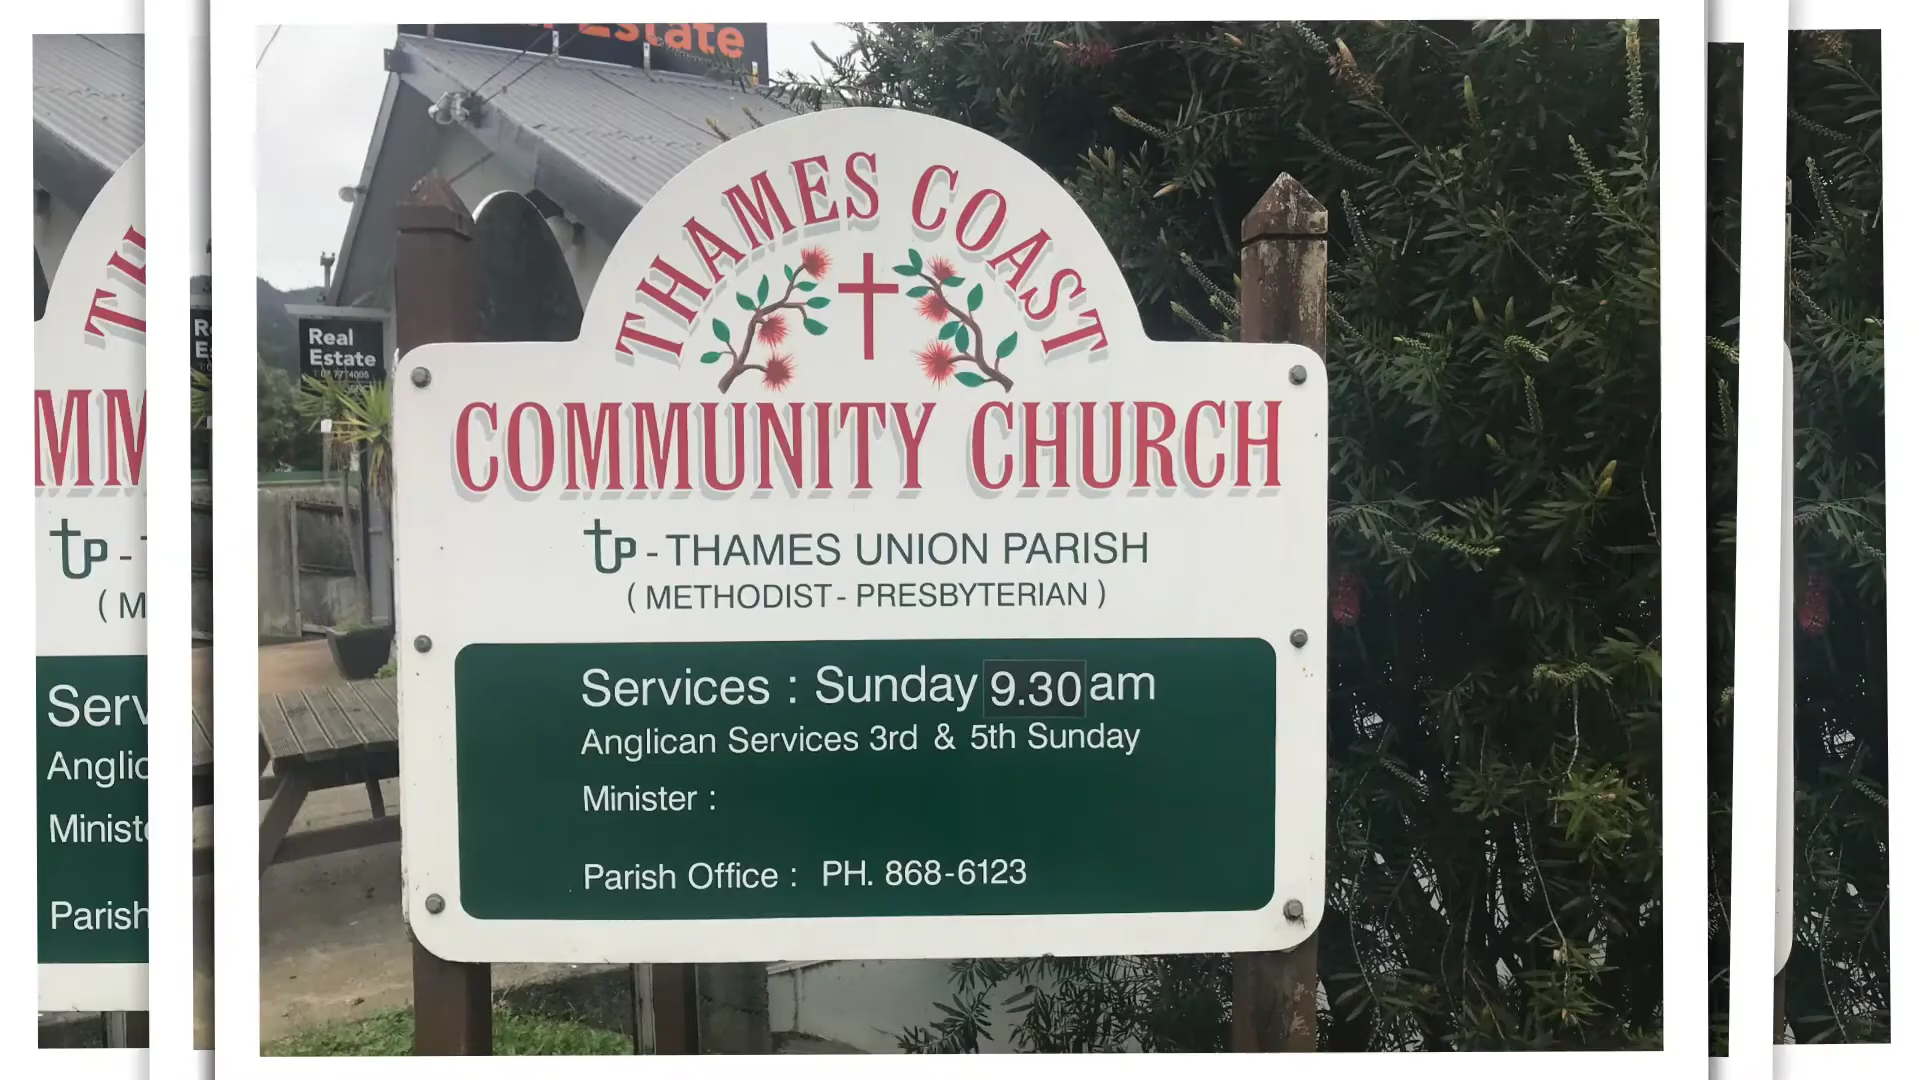 Estate
Real
Estate
THAMES COAST
COMMUNITY CHURCH
UP - THAMES UNION PARISH
( METHODIST - PRESBYTERIAN )
Services : Sunday 9.30 am
Anglican Services 3rd & 5th Sunday
Minister :
Parish Office : PH. 868-6123